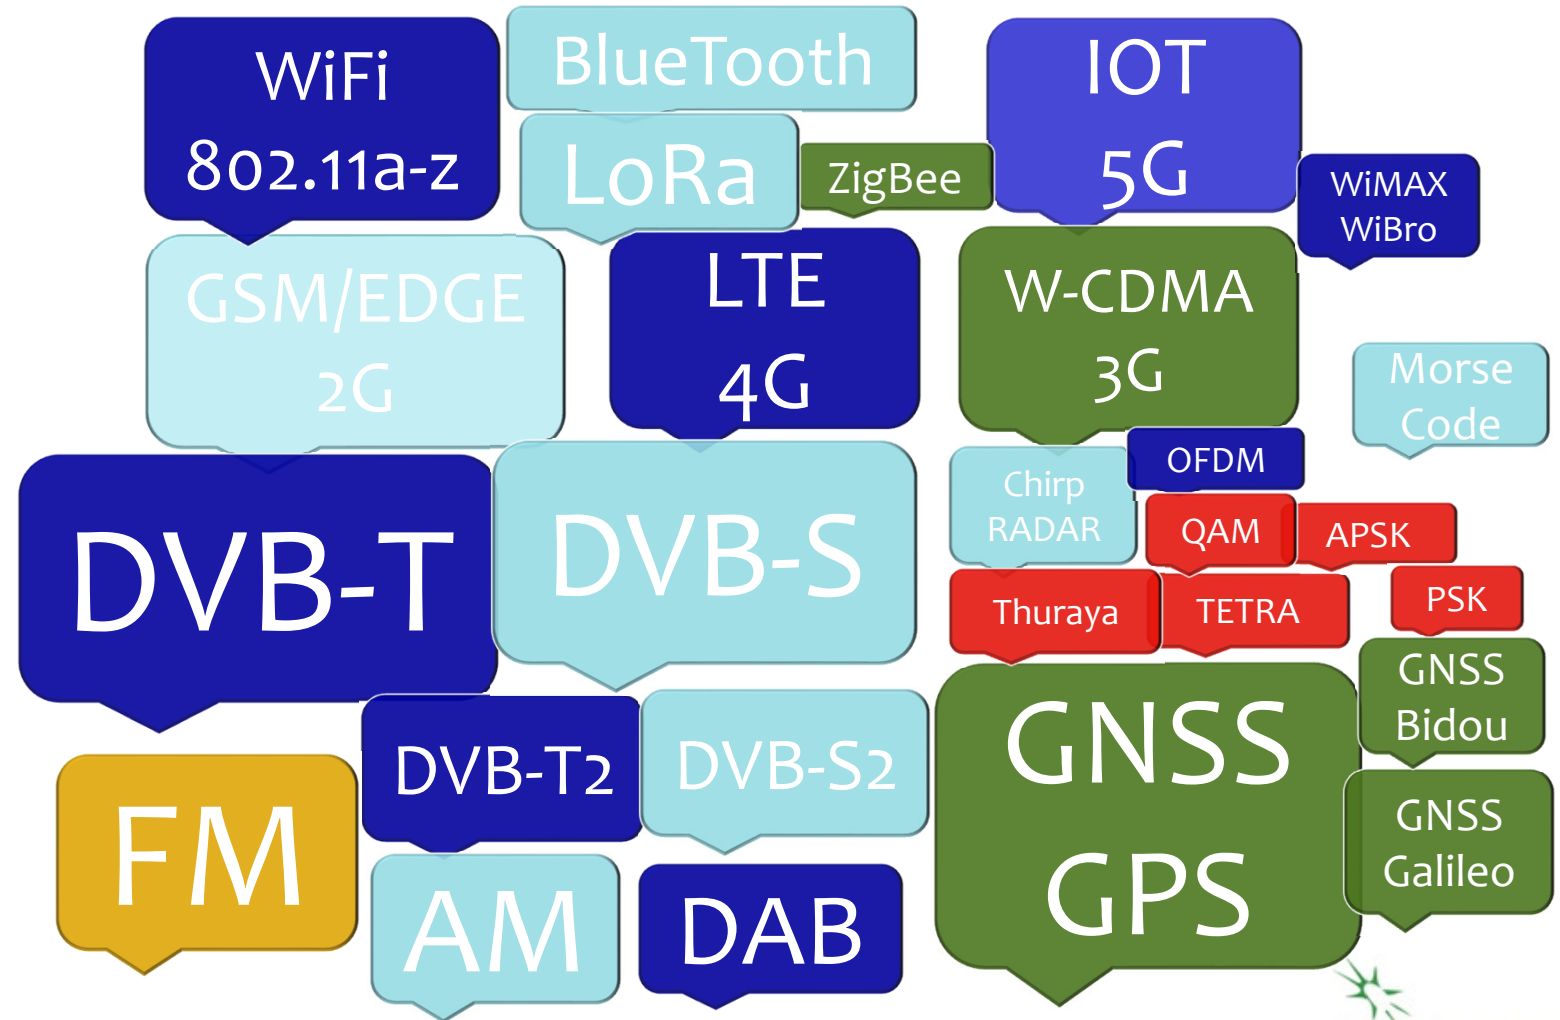 WiFi
802.11a-z
BlueTooth
LoRa
ZigBee
IOT
5G
WiMAX
WiBro
GSM/EDGE
2G
LTE
4G
W-CDMA
3G
Morse
Code
DVB-T
DVB-S
Chirp
RADAR
OFDM
QAM
APSK
Thuraya
TETRA
PSK
FM
DVB-T2
DVB-S2
AM
DAB
GNSS
GPS
GNSS
Bidou
GNSS
Galileo